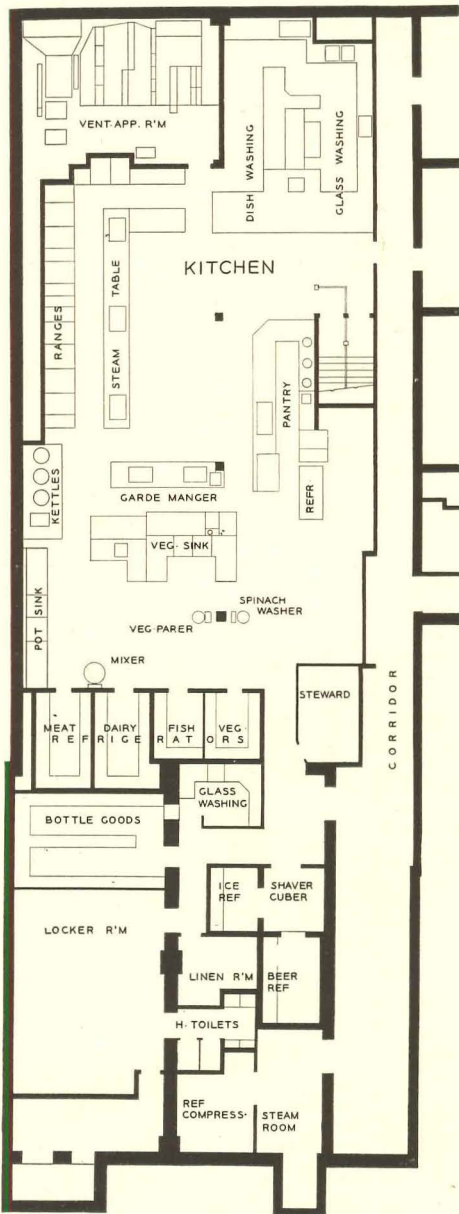 VENT. APP. R'M
DISH WASHING
GLASS WASHING
KITCHEN
RANGES
STEAM TABLE
PANTRY
KETTLES
GARDE MANGER
REFR.
VEG. SINK
POT SINK
SPINACH
WASHER
VEG. PARER
MIXER
STEWARD
CORRIDOR
MEAT DAIRY FISH VEG.
REFRIGERATORS
GLASS
WASHING
BOTTLE GOODS
ICE
REF
SHAVER
CUBER
LOCKER R'M
LINEN R'M
BEER
REF
H. TOILETS
REF
COMPRESS.
STEAM
ROOM